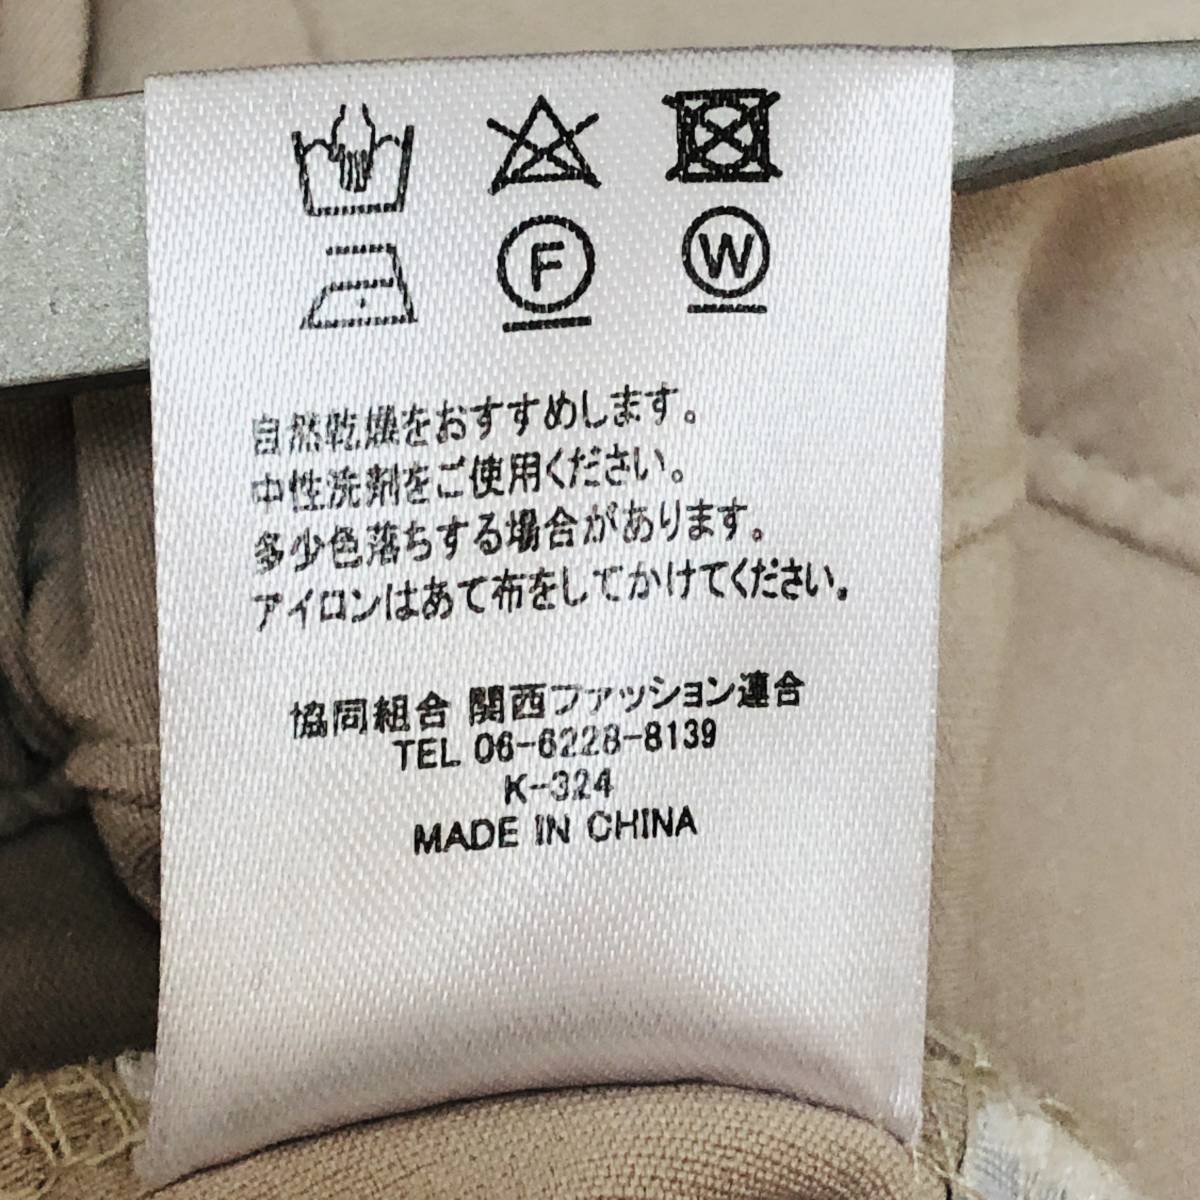 F W
自然乾燥をおすすめします。
中性洗剤をご使用ください。
多少色落ちする場合があります。
アイロンはあて布をしてかけてください。
協同組合 関西ファッション連合
TEL 06-6228-8139
K-324
MADE IN CHINA